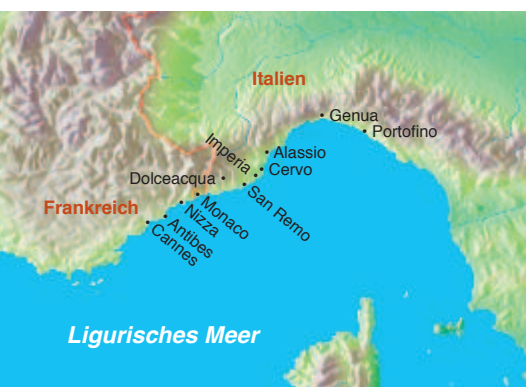 Italien
Genua
Portofino
Alassio
Imperia
Cervo
Dolceacqua
San Remo
Frankreich
Monaco
Nizza
Antibes
Cannes
Ligurisches Meer